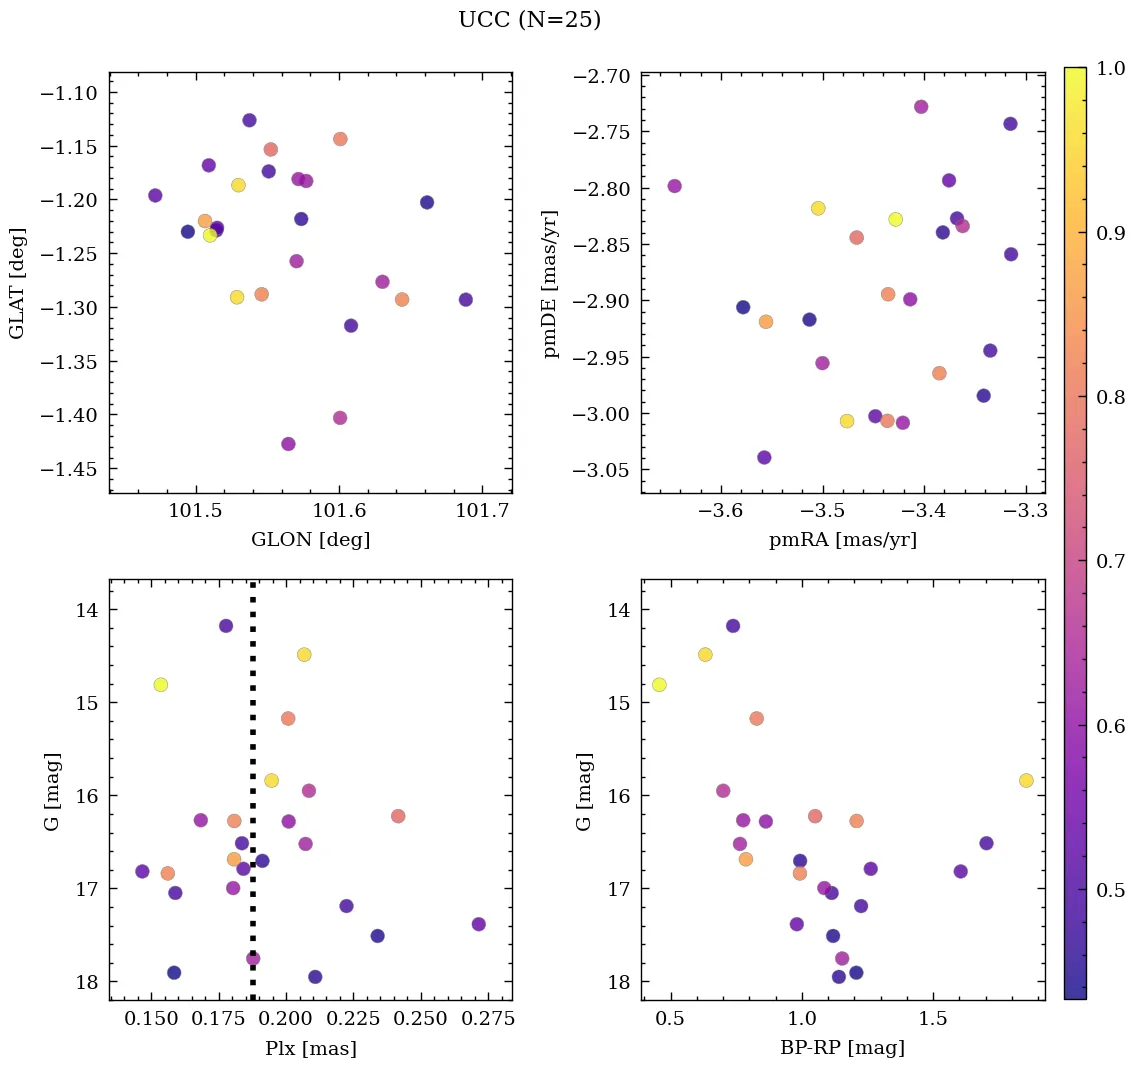 UCC (N=25)
−1.10
−1.15
−1.20
−1.25
−1.30
−1.35
−1.40
−1.45
GLAT [deg]
101.5 101.6 101.7
GLON [deg]
−2.70
−2.75
−2.80
−2.85
−2.90
−2.95
−3.00
−3.05
pmDE [mas/yr]
−3.6 −3.5 −3.4 −3.3
pmRA [mas/yr]
14
15
16
17
18
G [mag]
0.150 0.175 0.200 0.225 0.250 0.275
Plx [mas]
14
15
16
17
18
G [mag]
0.5 1.0 1.5
BP-RP [mag]
1.0
0.9
0.8
0.7
0.6
0.5